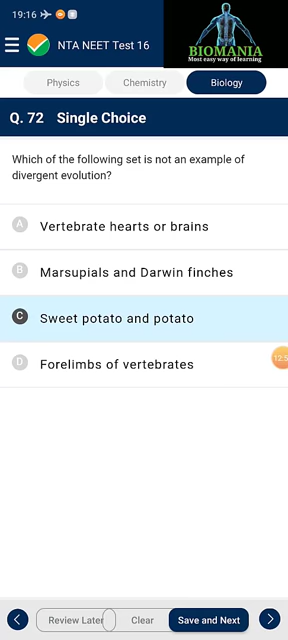 19:16
NTA NEET Test 16
BIOMANIA
Most easy way of learning
Physics
Chemistry
Biology
Q. 72 Single Choice
Which of the following set is not an example of
divergent evolution?
A Vertebrate hearts or brains
B Marsupials and Darwin finches
C Sweet potato and potato
D Forelimbs of vertebrates
12:5
Review Later
Clear
Save and Next